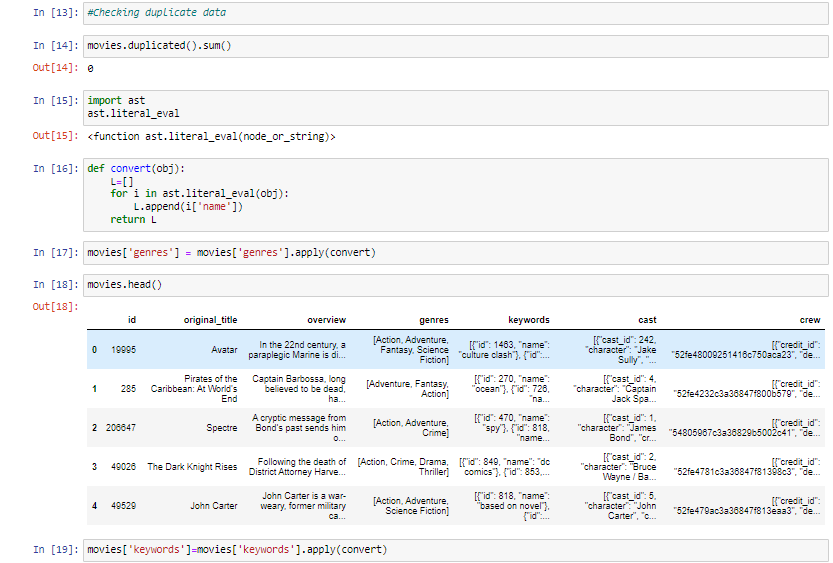 In [13]: #Checking duplicate data
In [14]: movies.duplicated().sum()
Out[14]: 0
In [15]: import ast
ast.literal_eval
Out[15]: <function ast.literal_eval(node_or_string)>
In [16]: def convert(obj):
    L=[]
    for i in ast.literal_eval(obj):
        L.append(i['name'])
    return L
In [17]: movies['genres'] = movies['genres'].apply(convert)
In [18]: movies.head()
Out[18]:
id original_title overview genres keywords cast crew
0 19995 Avatar
In the 22nd century, a
paraplegic Marine is di...
[Action, Adventure,
Fantasy, Science
Fiction]
[{"id": 1463, "name":
"culture clash"}, {"id":...
[{"cast_id": 242,
"character": "Jake
Sully", "...
[{"credit_id":
"52fe48009251416c750aca23", "de...
1 285
Pirates of the
Caribbean: At World's
End
Captain Barbossa, long
believed to be dead,
ha...
[Adventure, Fantasy,
Action]
[{"id": 270, "name":
"ocean"}, {"id": 726,
"na...
[{"cast_id": 4,
"character": "Captain
Jack Spa...
[{"credit_id":
"52fe4232c3a36847f800b579", "de...
2 206647 Spectre
A cryptic message from
Bond's past sends him
o...
[Action, Adventure,
Crime]
[{"id": 470, "name":
"spy"}, {"id": 818,
"name...
[{"cast_id": 1,
"character": "James
Bond", "cr...
[{"credit_id":
"54805967c3a36829b5002c41", "de...
3 49026 The Dark Knight Rises
Following the death of
District Attorney Harve...
[Action, Crime, Drama,
Thriller]
[{"id": 849, "name": "dc
comics"}, {"id": 853,...
[{"cast_id": 2,
"character": "Bruce
Wayne / Ba...
[{"credit_id":
"52fe4781c3a36847f81398c3", "de...
4 49529 John Carter
John Carter is a war-
weary, former military
ca...
[Action, Adventure,
Science Fiction]
[{"id": 818, "name":
"based on novel"},
{"id":...
[{"cast_id": 5,
"character": "John
Carter", "c...
[{"credit_id":
"52fe479ac3a36847f813eaa3", "de...
In [19]: movies['keywords']=movies['keywords'].apply(convert)